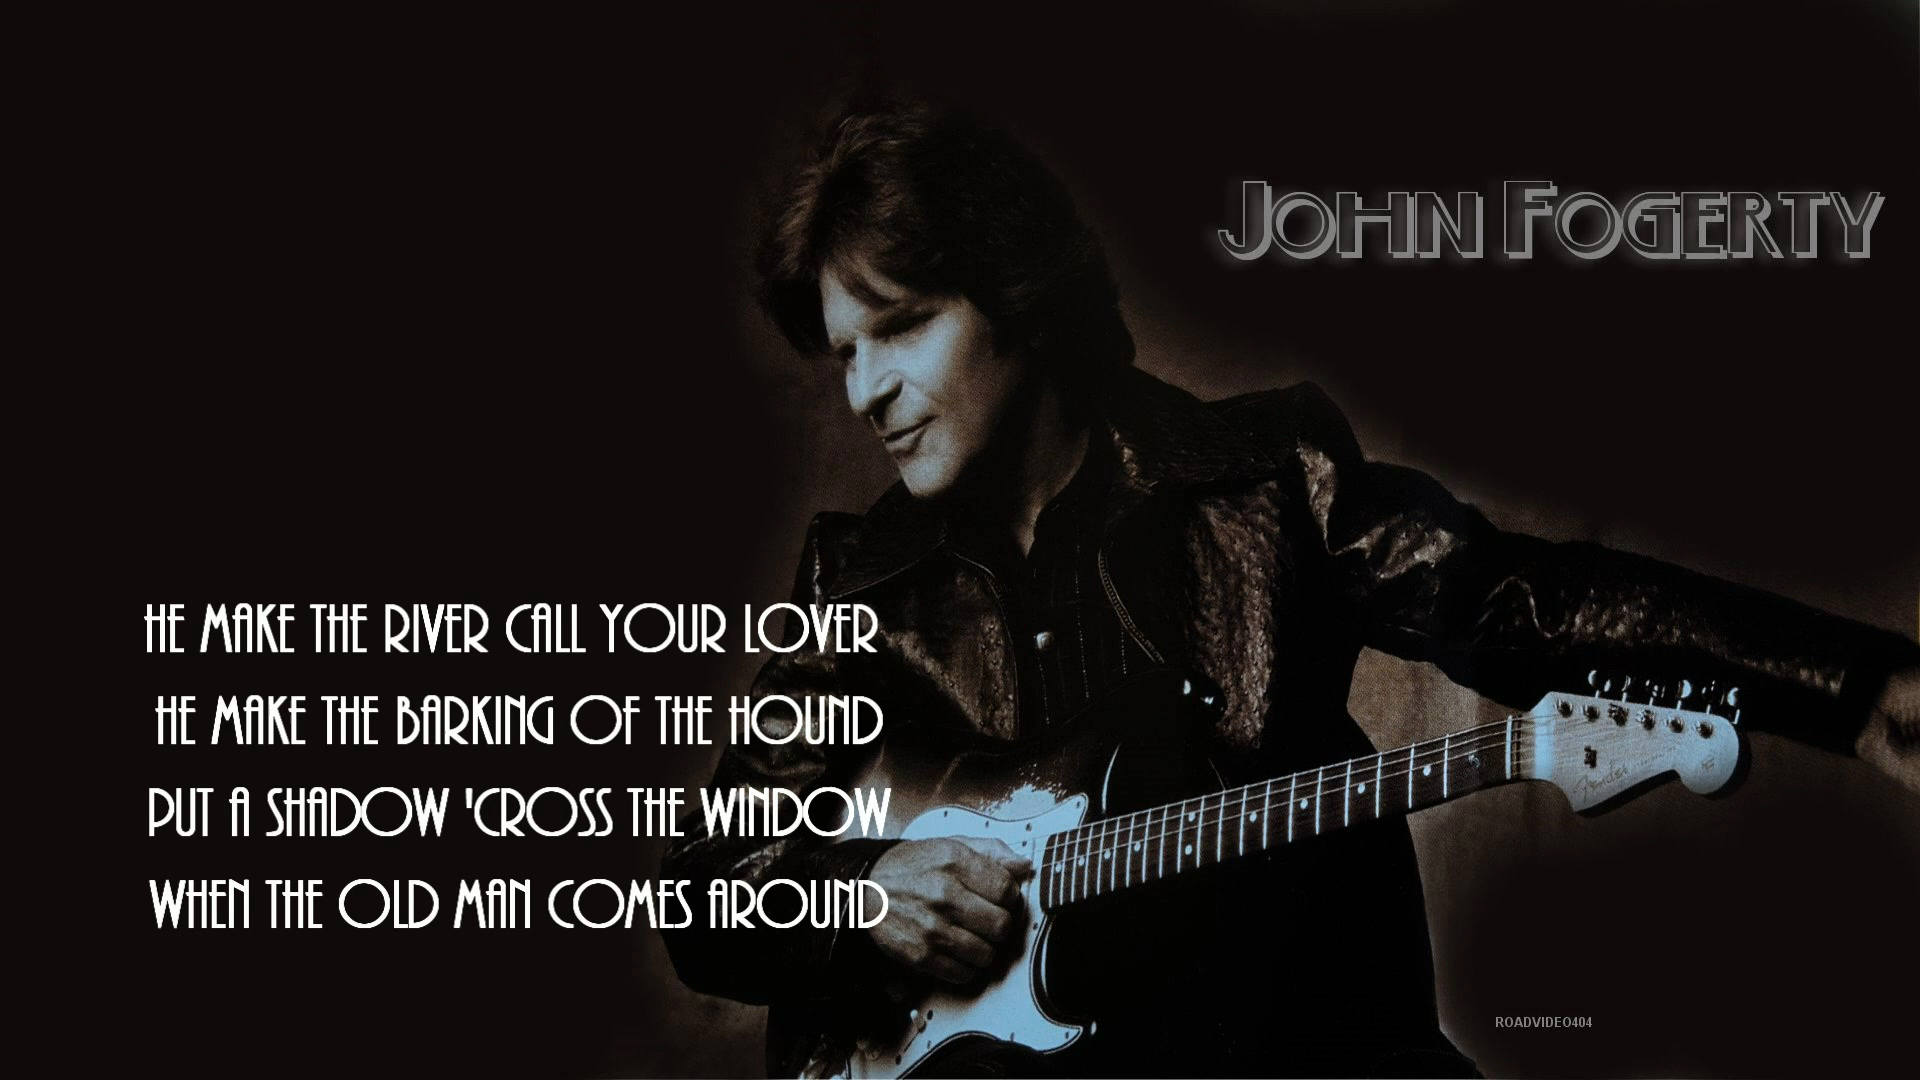 John Fogerty
HE MAKE THE RIVER CALL YOUR LOVER
HE MAKE THE BARKING OF THE HOUND
PUT A SHADOW 'CROSS THE WINDOW
WHEN THE OLD MAN COMES AROUND
Fender
ROADVIDEO404